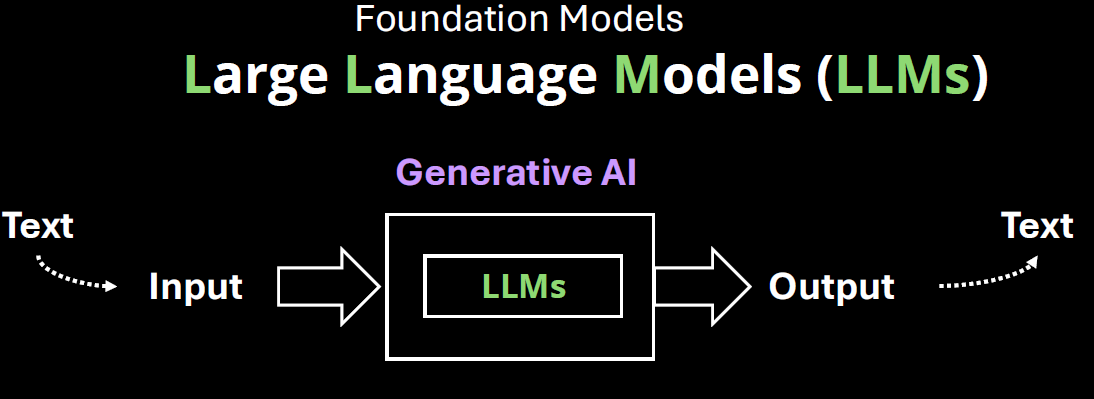 Foundation Models
Large Language Models (LLMs)
Generative AI
Text
Text
Input
LLMs
Output